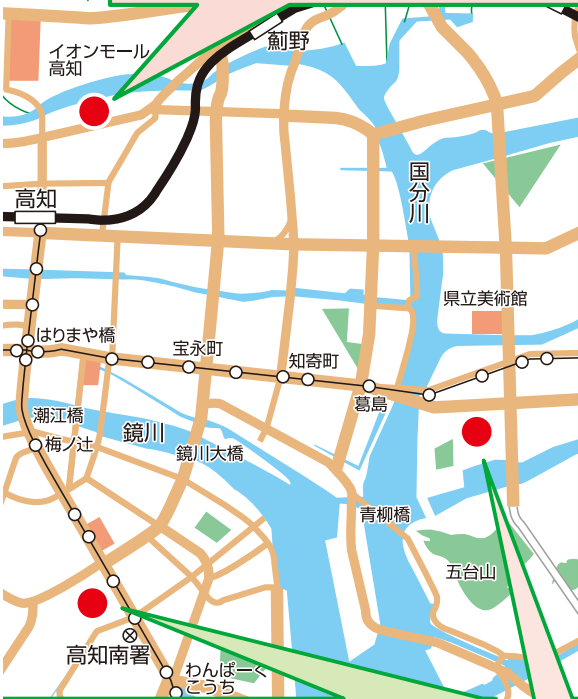 薊野
イオンモール
高知
国分川
高知
県立美術館
はりまや橋
宝永町
知寄町
葛島
潮江橋
鏡川
梅ノ辻
鏡川大橋
青柳橋
五台山
高知南署
わんぱーく
こうち